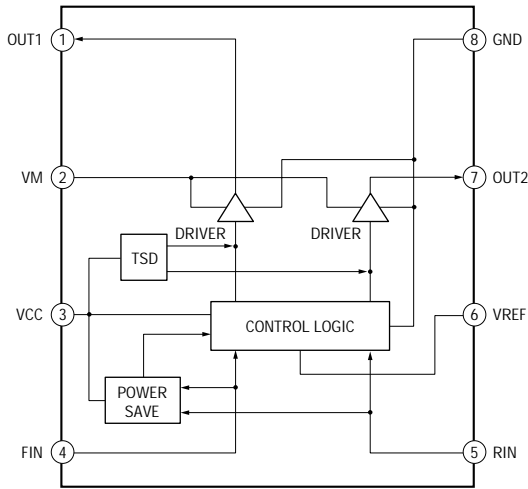 OUT1 1
8 GND
VM 2
7 OUT2
DRIVER
DRIVER
TSD
VCC 3
CONTROL LOGIC
6 VREF
POWER
SAVE
FIN 4
5 RIN